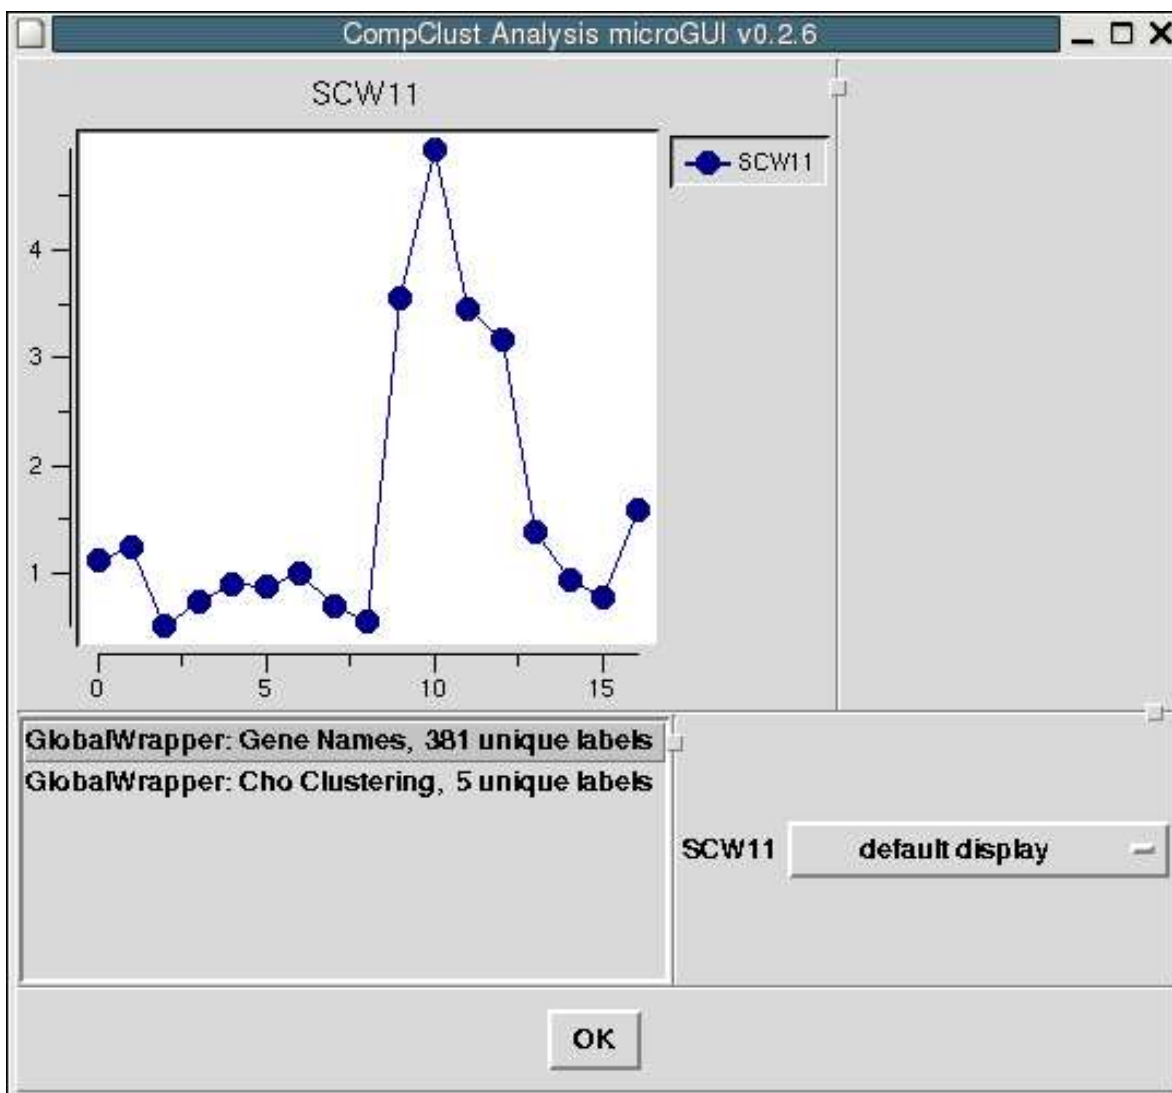 CompClust Analysis microGUI v0.2.6
SCW11
SCW11
4
3
2
1
0 5 10 15
GlobalWrapper: Gene Names, 381 unique labels
GlobalWrapper: Cho Clustering, 5 unique labels
SCW11 default display
OK